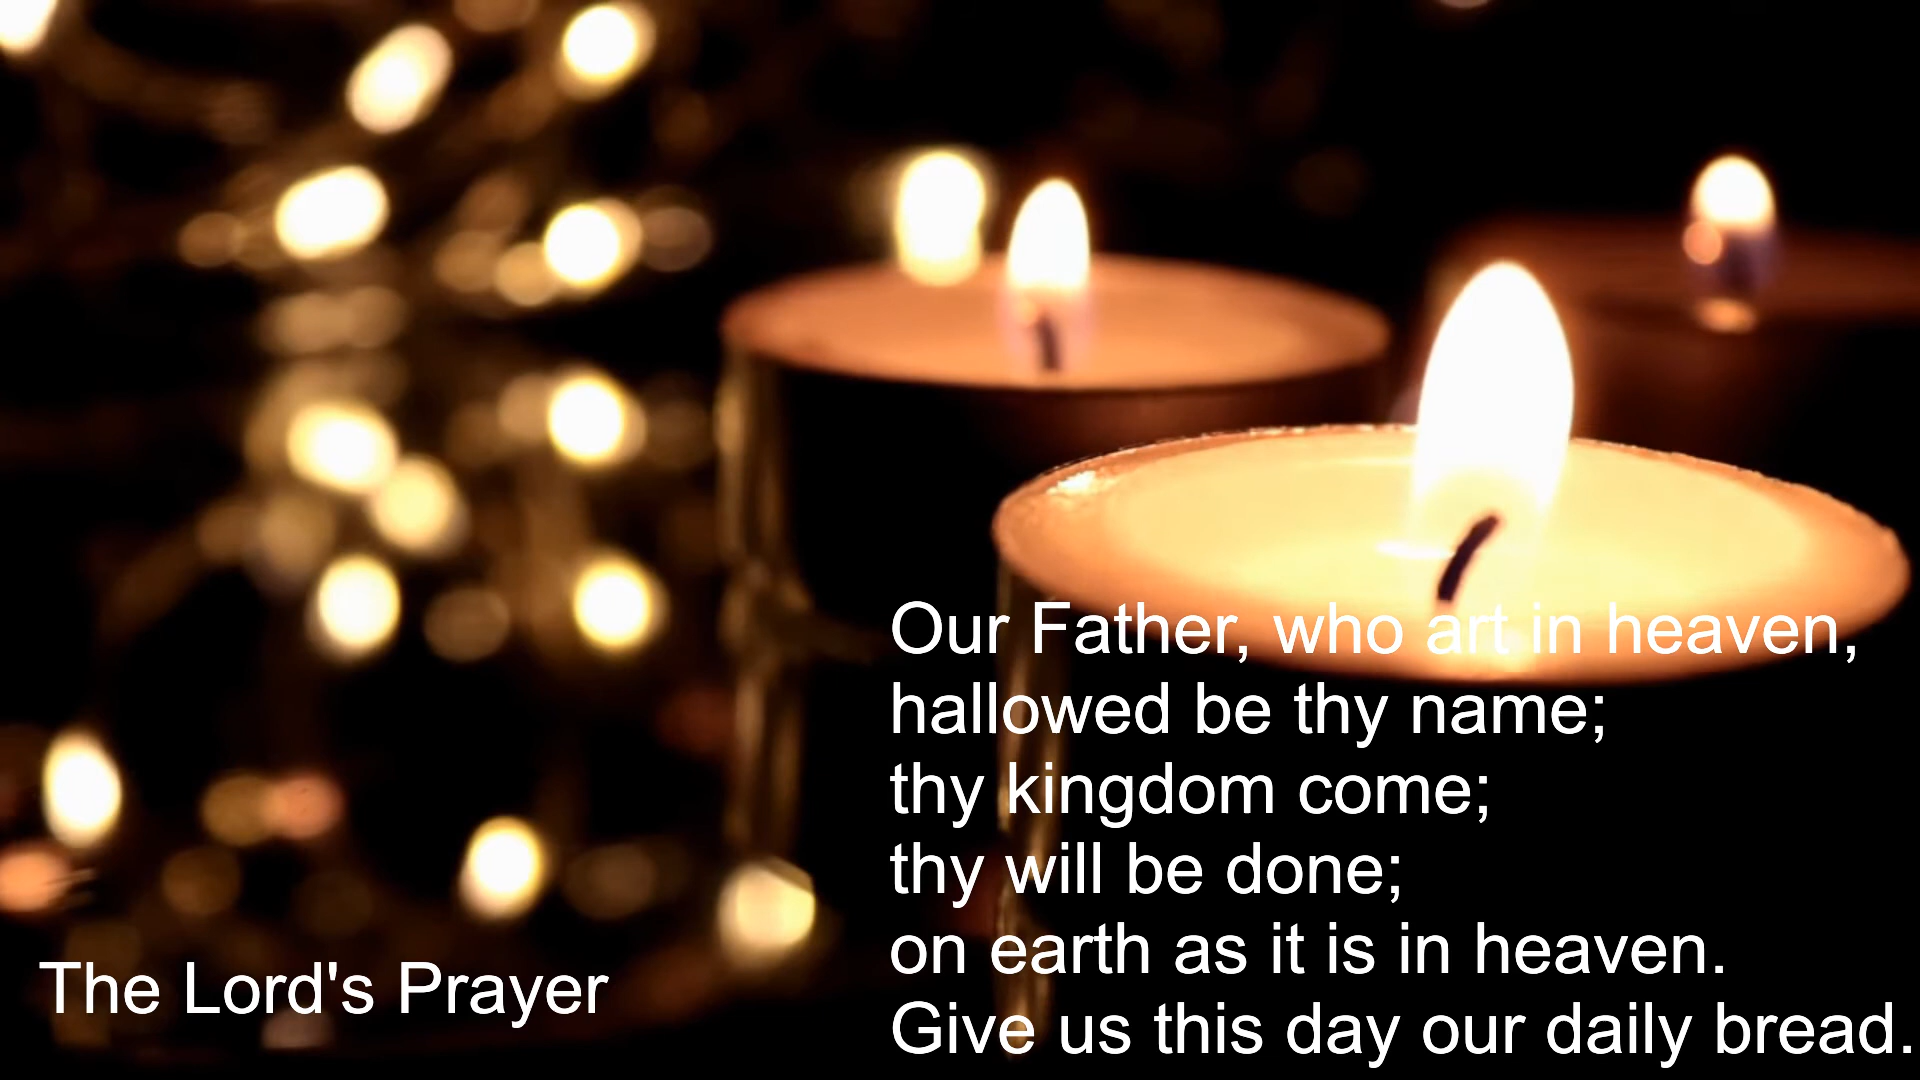 Our Father, who art in heaven,
hallowed be thy name;
thy kingdom come;
thy will be done;
on earth as it is in heaven.
Give us this day our daily bread.
The Lord's Prayer